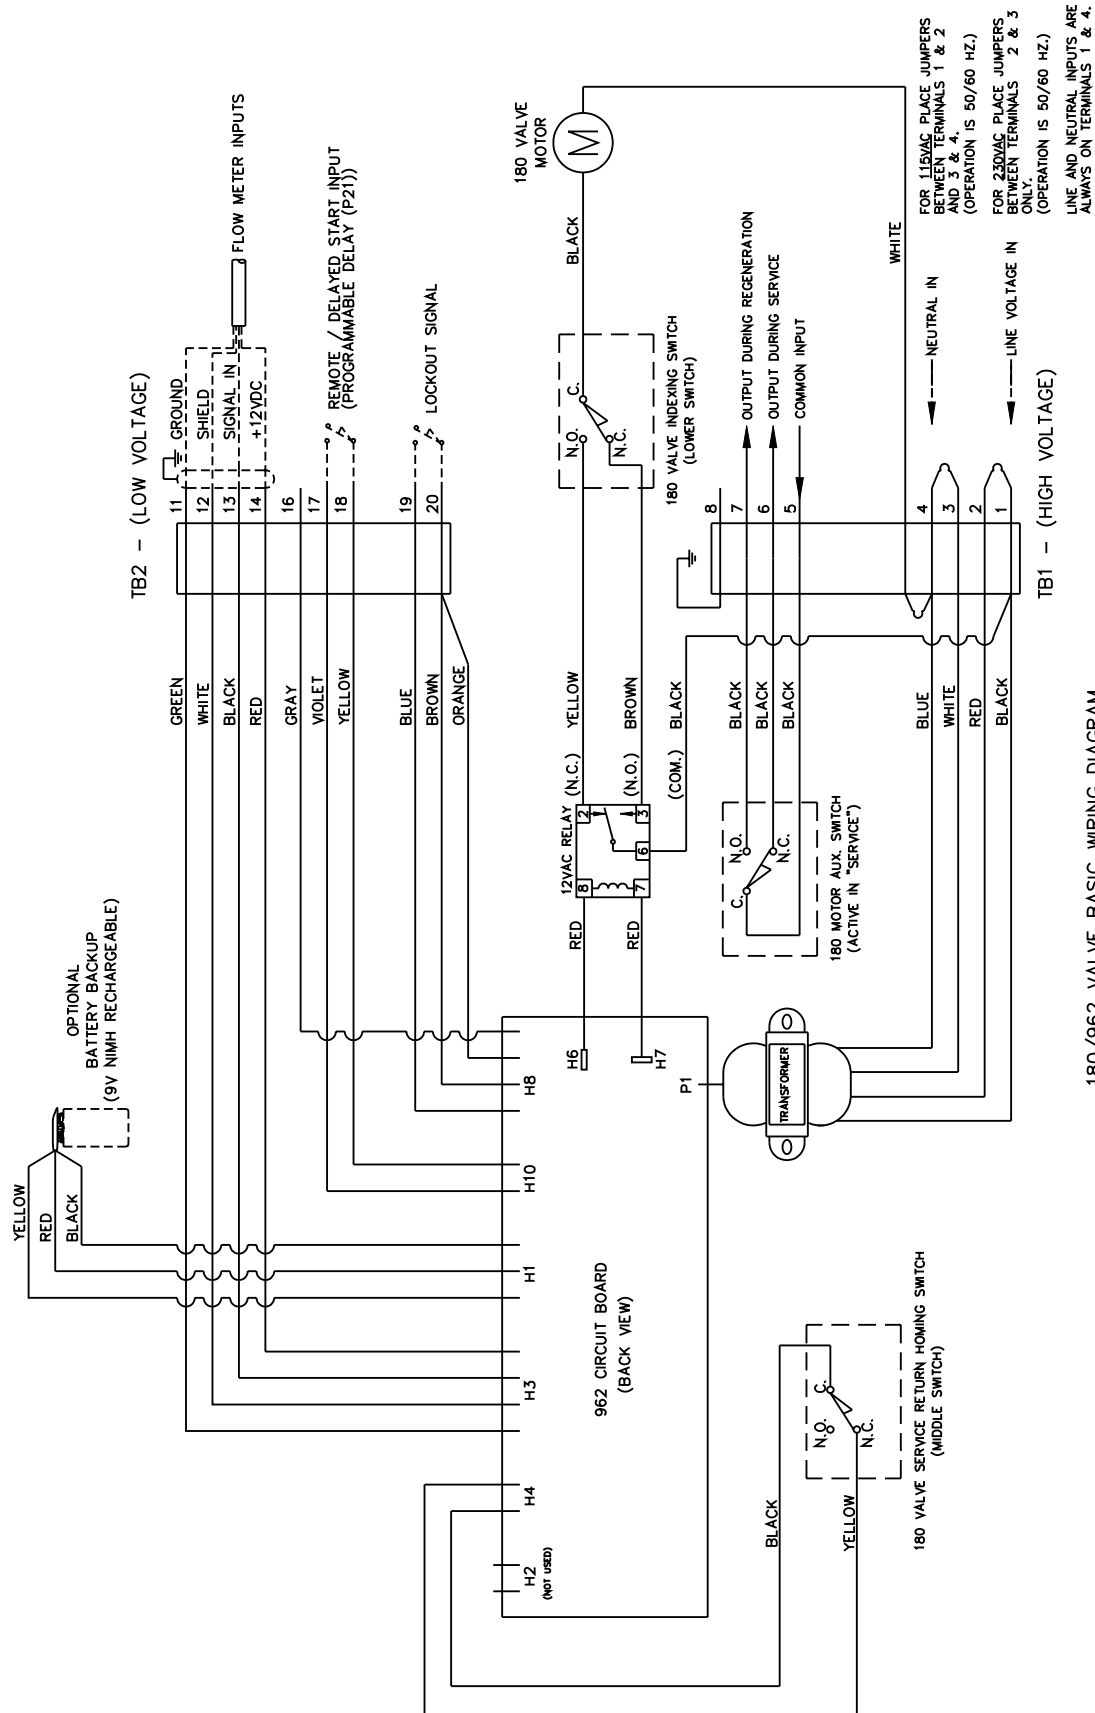 OPTIONAL
BATTERY BACKUP
(9V NIMH RECHARGEABLE)
YELLOW
RED
BLACK
TB2 - (LOW VOLTAGE)
11
12
13
14
16
17
18
19
20
GROUND
SHIELD
SIGNAL IN
+12VDC
FLOW METER INPUTS
REMOTE / DELAYED START INPUT
(PROGRAMMABLE DELAY (P21))
LOCKOUT SIGNAL
GREEN
WHITE
BLACK
RED
GRAY
VIOLET
YELLOW
BLUE
BROWN
ORANGE
180 VALVE
MOTOR
M
BLACK
WHITE
C.
N.O.
N.C.
180 VALVE INDEXING SWITCH
(LOWER SWITCH)
YELLOW
(N.C.)
BROWN
(N.O.)
BLACK
(COM.)
12VAC RELAY
2
3
6
8
7
RED
RED
H6
H7
OUTPUT DURING REGENERATION
OUTPUT DURING SERVICE
COMMON INPUT
8
7
6
5
4
3
2
1
TB1 - (HIGH VOLTAGE)
NEUTRAL IN
LINE VOLTAGE IN
FOR 115VAC PLACE JUMPERS
BETWEEN TERMINALS 1 & 2
AND 3 & 4.
(OPERATION IS 50/60 HZ.)
FOR 230VAC PLACE JUMPERS
BETWEEN TERMINALS 2 & 3
ONLY.
(OPERATION IS 50/60 HZ.)
LINE AND NEUTRAL INPUTS ARE
ALWAYS ON TERMINALS 1 & 4.
BLACK
BLACK
BLACK
BLUE
WHITE
RED
BLACK
N.O.
C.
N.C.
180 MOTOR AUX. SWITCH
(ACTIVE IN "SERVICE")
P1
TRANSFORMER
H8
H10
H1
H3
H4
H2
(NOT USED)
962 CIRCUIT BOARD
(BACK VIEW)
BLACK
YELLOW
N.O.
C.
N.C.
180 VALVE SERVICE RETURN HOMING SWITCH
(MIDDLE SWITCH)
180/962 VALVE BASIC WIRING DIAGRAM